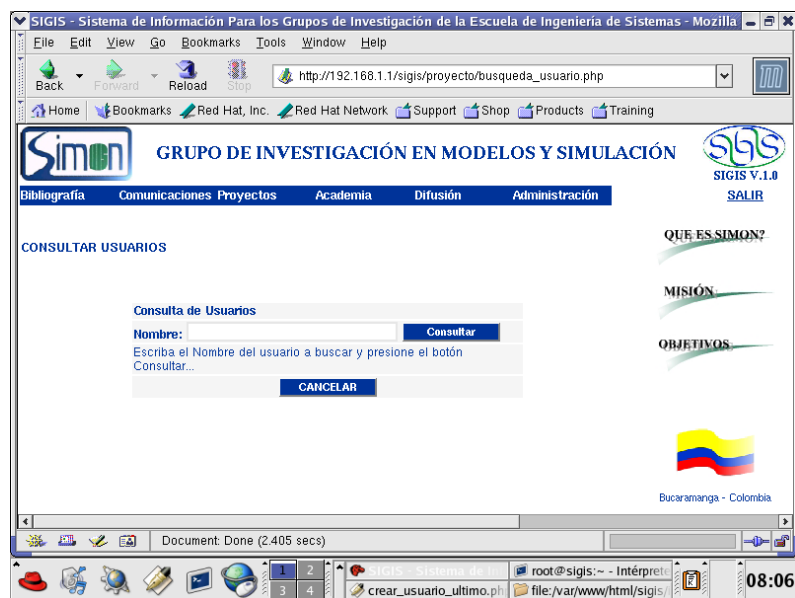 SIGIS - Sistema de Información Para los Grupos de Investigación de la Escuela de Ingeniería de Sistemas - Mozilla
File Edit View Go Bookmarks Tools Window Help
Back Forward Reload Stop http://192.168.1.1/sigis/proyecto/busqueda_usuario.php
Home Bookmarks Red Hat, Inc. Red Hat Network Support Shop Products Training
Simon GRUPO DE INVESTIGACIÓN EN MODELOS Y SIMULACIÓN SIGIS
SIGIS V.1.0
Bibliografía Comunicaciones Proyectos Academia Difusión Administración SALIR
QUE ES SIMON?
CONSULTAR USUARIOS
MISIÓN
Consulta de Usuarios
Nombre: Consultar
OBJETIVOS
Escriba el Nombre del usuario a buscar y presione el botón
Consultar...
CANCELAR
Bucaramanga - Colombia
Document: Done (2.405 secs)
1 2 SIGIS - Sistema de In root@sigis:~ - Intérprete
3 4 crear_usuario_ultimo.ph file:/var/www/html/sigis/
08:06